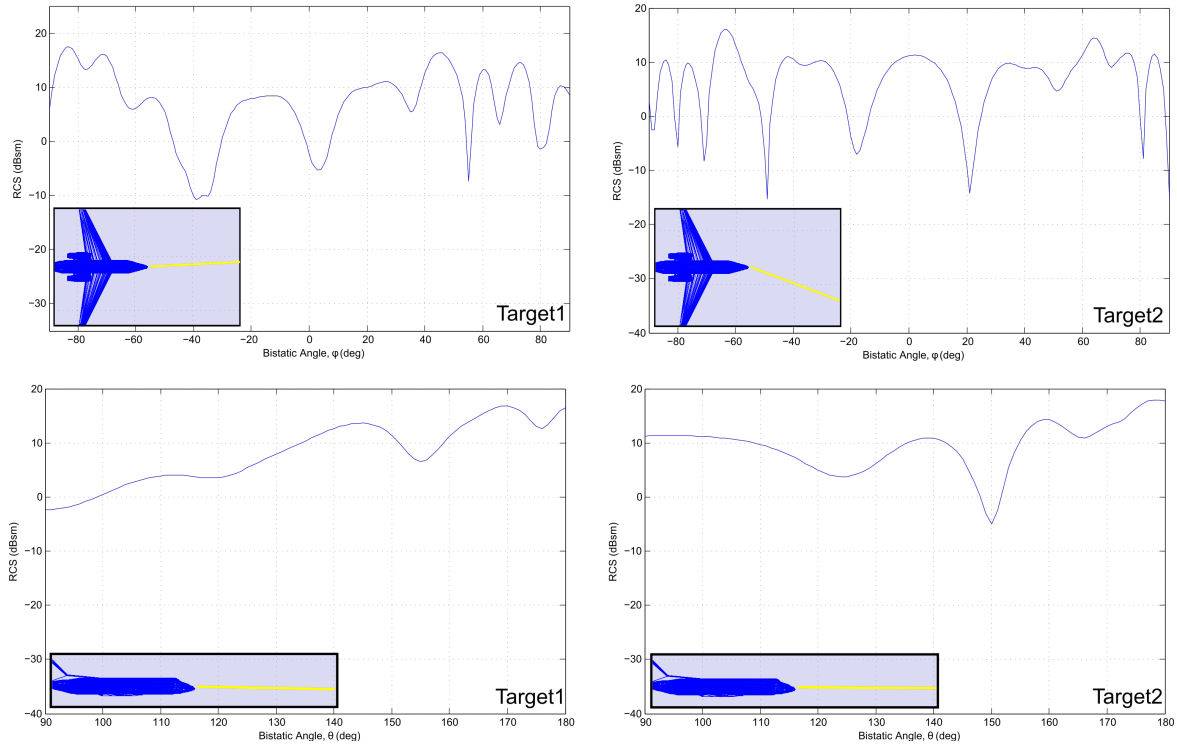 20
10
0
−10
−20
−30
RCS (dBsm)
−80 −60 −40 −20 0 20 40 60 80
Bistatic Angle, φ(deg)
Target1
20
10
0
−10
−20
−30
−40
RCS (dBsm)
−80 −60 −40 −20 0 20 40 60 80
Bistatic Angle, φ(deg)
Target2
20
10
0
−10
−20
−30
−40
RCS (dBsm)
90 100 110 120 130 140 150 160 170 180
Bistatic Angle, θ(deg)
Target1
20
10
0
−10
−20
−30
−40
RCS (dBsm)
90 100 110 120 130 140 150 160 170 180
Bistatic Angle, θ(deg)
Target2